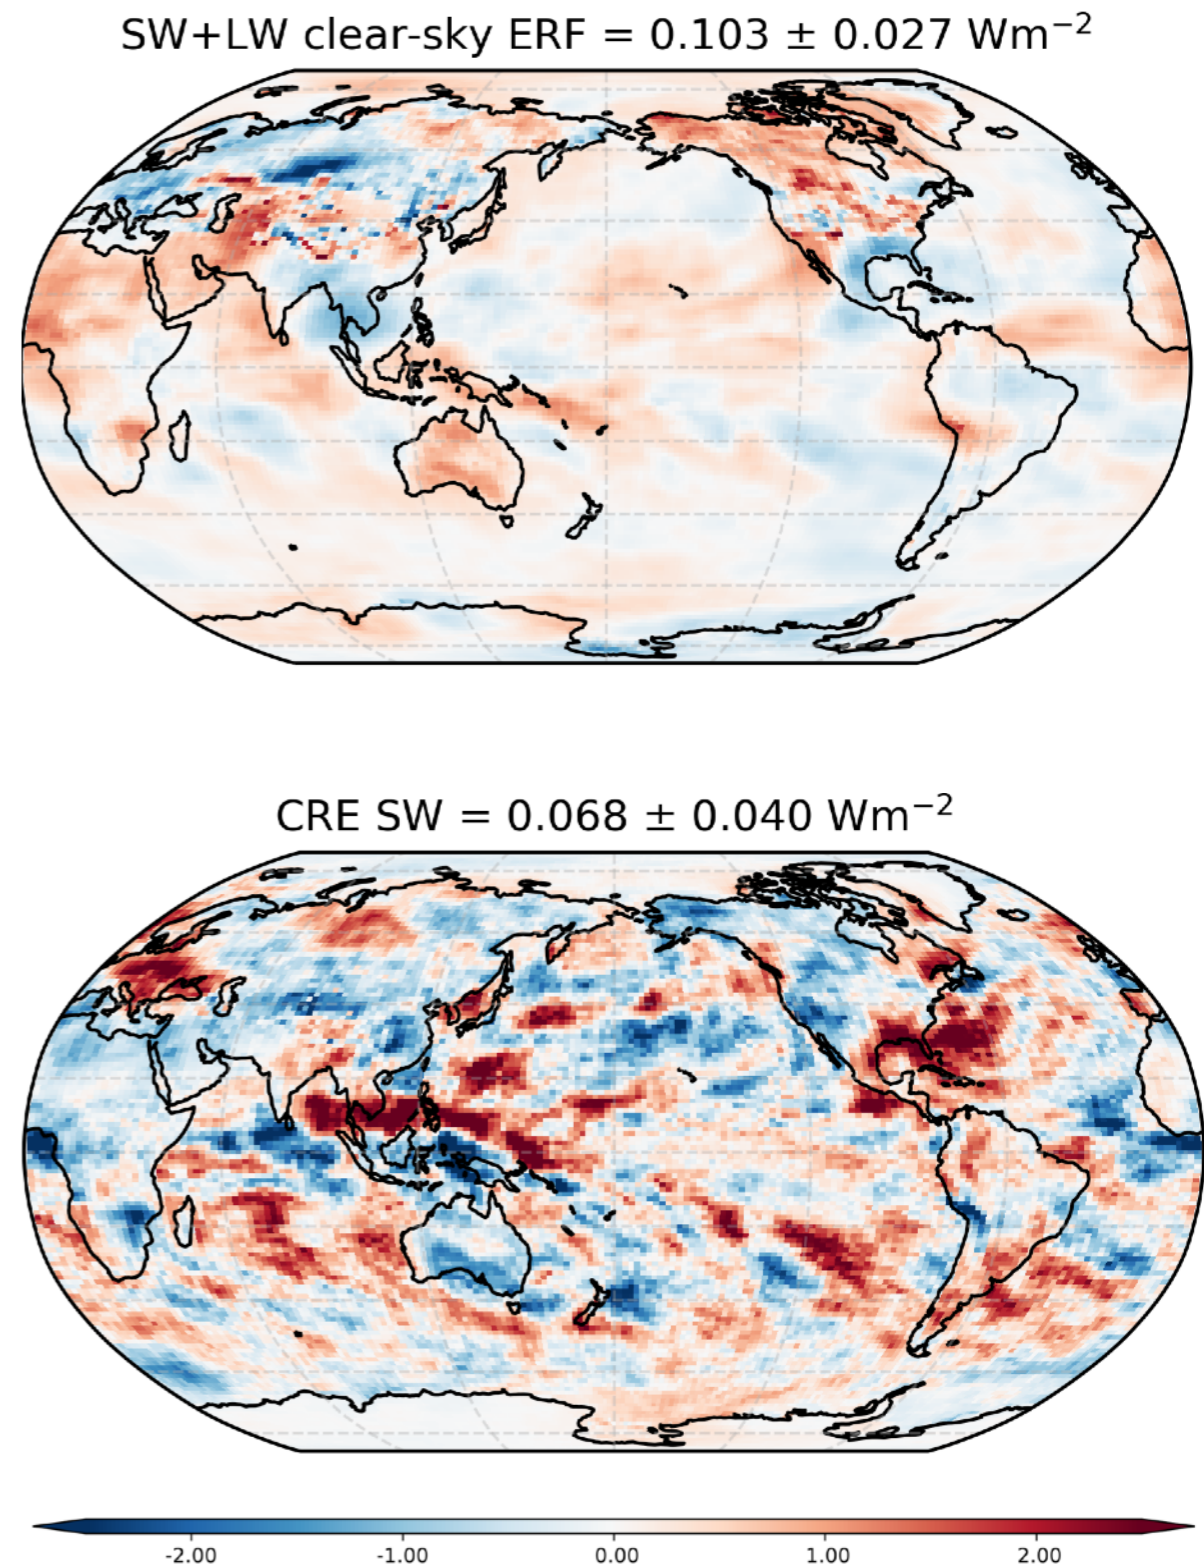 SW+LW clear-sky ERF = 0.103 ± 0.027 Wm⁻²
CRE SW = 0.068 ± 0.040 Wm⁻²
-2.00 -1.00 0.00 1.00 2.00